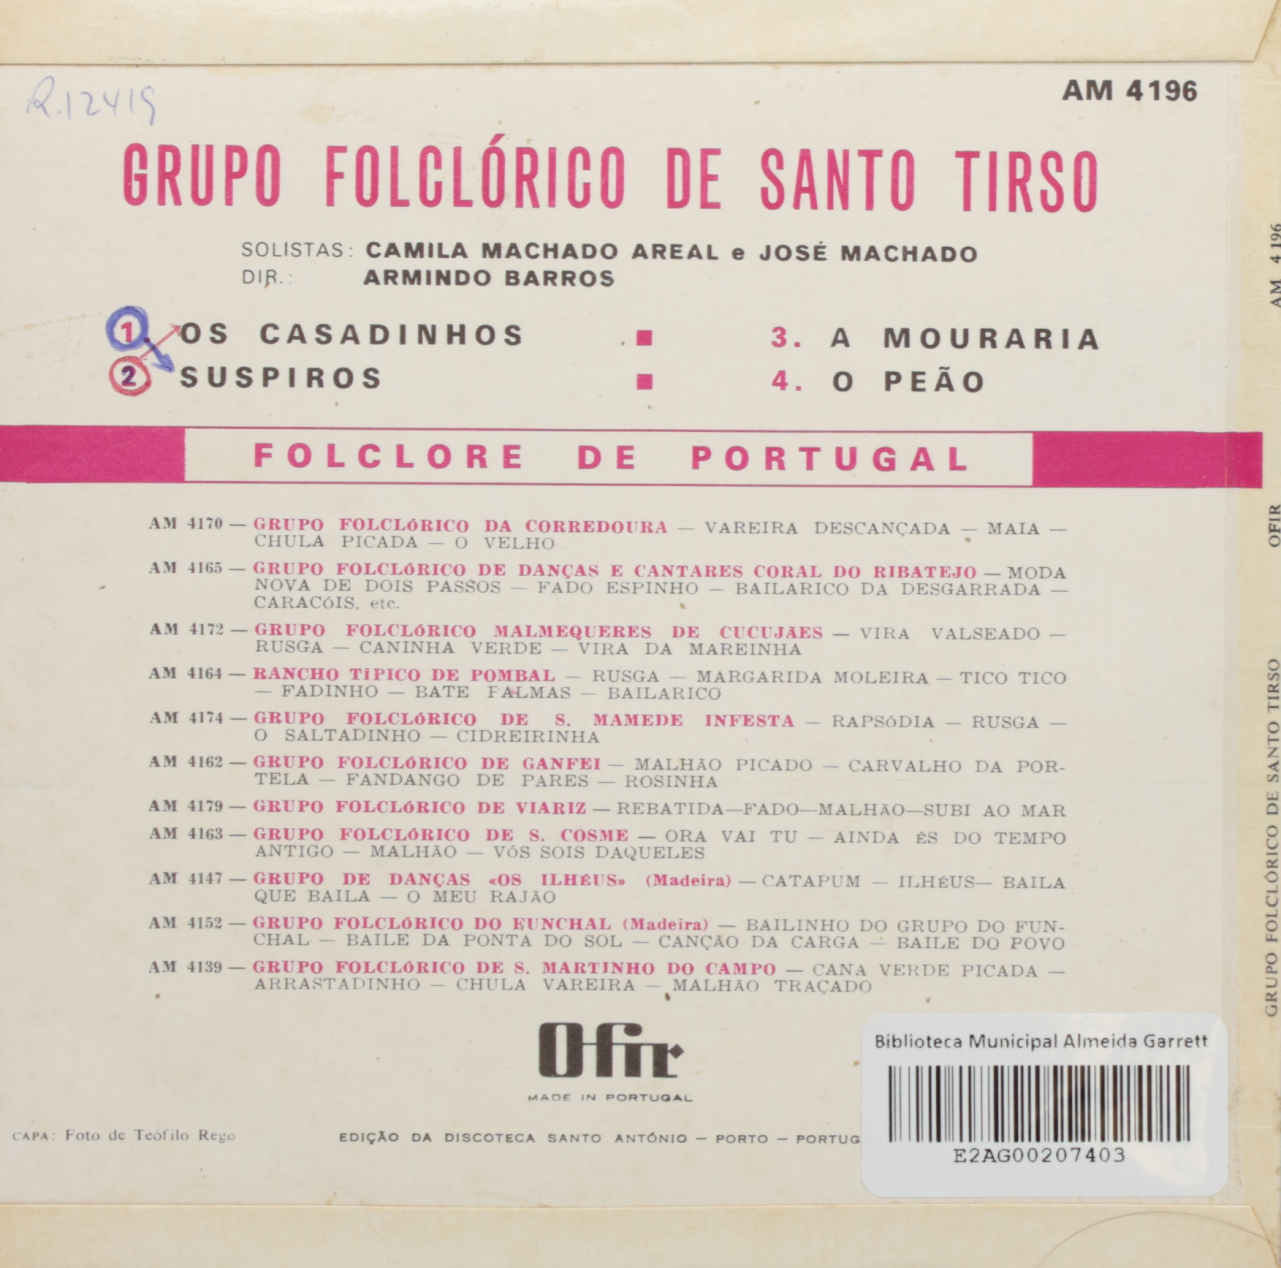 R.12419
AM 4196
GRUPO FOLCLÓRICO DE SANTO TIRSO
SOLISTAS: CAMILA MACHADO AREAL e JOSÉ MACHADO
DIR.: ARMINDO BARROS
1 OS CASADINHOS ■ 3. A MOURARIA
2 SUSPIROS ■ 4. O PEÃO
FOLCLORE DE PORTUGAL
AM 4170 — GRUPO FOLCLÓRICO DA CORREDOURA — VAREIRA DESCANÇADA — MAIA —
CHULA PICADA — O VELHO
AM 4165 — GRUPO FOLCLÓRICO DE DANÇAS E CANTARES CORAL DO RIBATEJO — MODA
NOVA DE DOIS PASSOS — FADO ESPINHO — BAILARICO DA DESGARRADA —
CARACÓIS, etc.
AM 4172 — GRUPO FOLCLÓRICO MALMEQUERES DE CUCUJÃES — VIRA VALSEADO —
RUSGA — CANINHA VERDE — VIRA DA MAREINHA
AM 4164 — RANCHO TÍPICO DE POMBAL — RUSGA — MARGARIDA MOLEIRA — TICO TICO
— FADINHO — BATE PALMAS — BAILARICO
AM 4174 — GRUPO FOLCLÓRICO DE S. MAMEDE INFESTA — RAPSÓDIA — RUSGA —
O SALTADINHO — CIDREIRINHA
AM 4162 — GRUPO FOLCLÓRICO DE GANFEI — MALHÃO PICADO — CARVALHO DA POR-
TELA — FANDANGO DE PARES — ROSINHA
AM 4179 — GRUPO FOLCLÓRICO DE VIARIZ — REBATIDA—FADO—MALHÃO—SUBI AO MAR
AM 4163 — GRUPO FOLCLÓRICO DE S. COSME — ORA VAI TU — AINDA ÉS DO TEMPO
ANTIGO — MALHÃO — VÓS SOIS DAQUELES
AM 4147 — GRUPO DE DANÇAS «OS ILHÉUS» (Madeira) — CATAPUM — ILHÉUS— BAILA
QUE BAILA — O MEU RAJÃO
AM 4152 — GRUPO FOLCLÓRICO DO FUNCHAL (Madeira) — BAILINHO DO GRUPO DO FUN-
CHAL — BAILE DA PONTA DO SOL — CANÇÃO DA CARGA — BAILE DO POVO
AM 4139 — GRUPO FOLCLÓRICO DE S. MARTINHO DO CAMPO — CANA VERDE PICADA —
ARRASTADINHO — CHULA VAREIRA — MALHÃO TRAÇADO
Ofir
MADE IN PORTUGAL
CAPA: Foto de Teófilo Rego
EDIÇÃO DA DISCOTECA SANTO ANTÓNIO — PORTO — PORTUG
Biblioteca Municipal Almeida Garrett
E2AG00207403
GRUPO FOLCLÓRICO DE SANTO TIRSO OFIR AM 4196